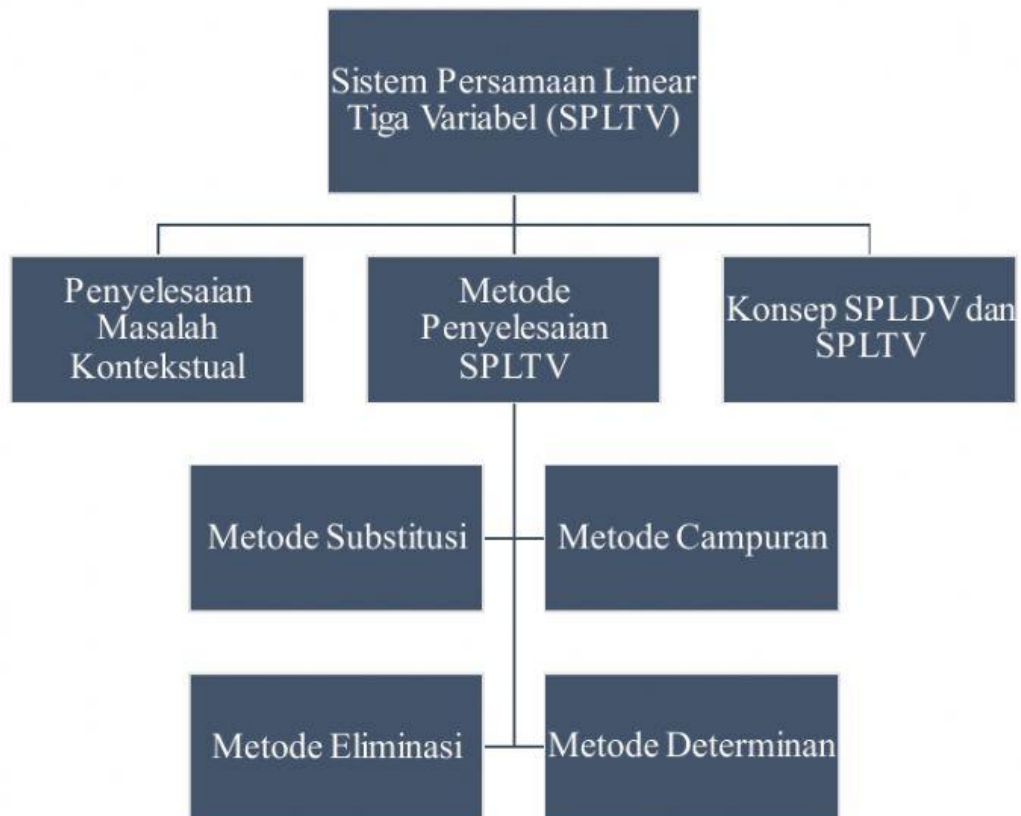 Sistem Persamaan Linear
Tiga Variabel (SPLTV)
Penyelesaian
Masalah
Kontekstual
Metode
Penyelesaian
SPLTV
Konsep SPLDV dan
SPLTV
Metode Substitusi
Metode Campuran
Metode Eliminasi
Metode Determinan